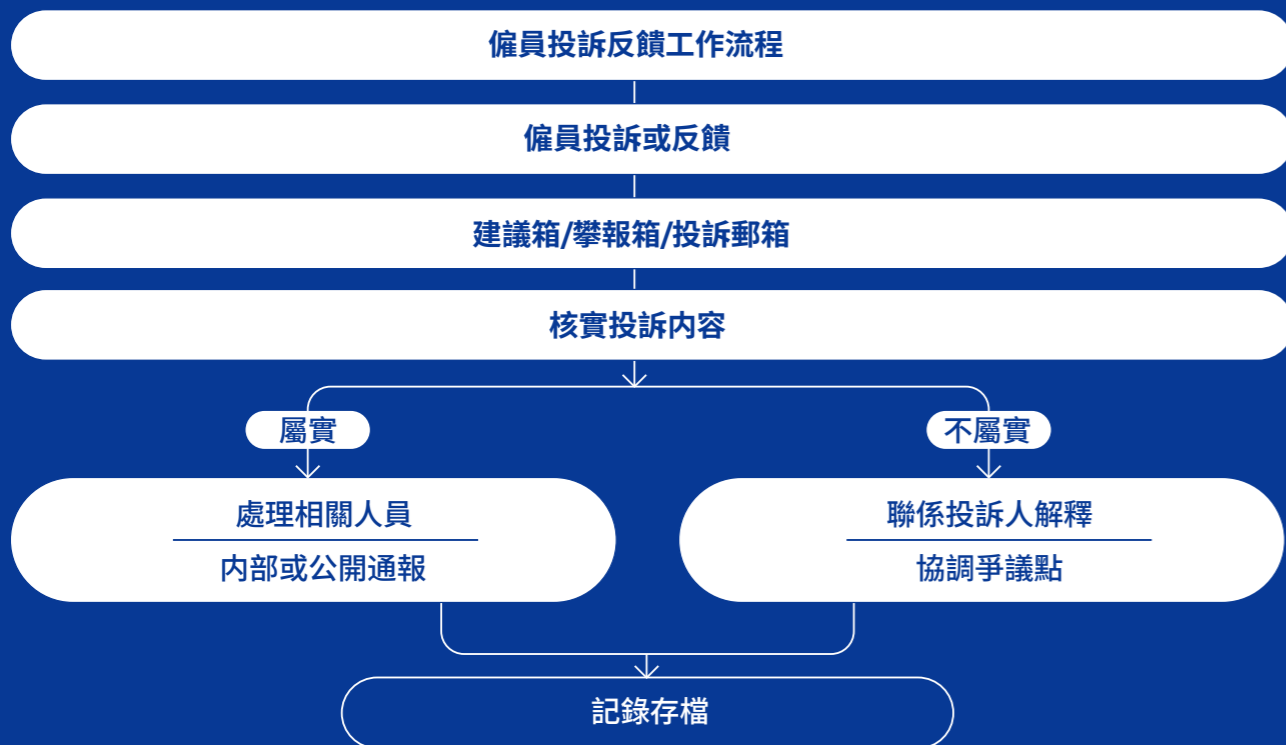 僱員投訴反饋工作流程
僱員投訴或反饋
建議箱/攀報箱/投訴郵箱
核實投訴内容
屬實
不屬實
處理相關人員
内部或公開通報
聯係投訴人解釋
協調爭議點
記錄存檔